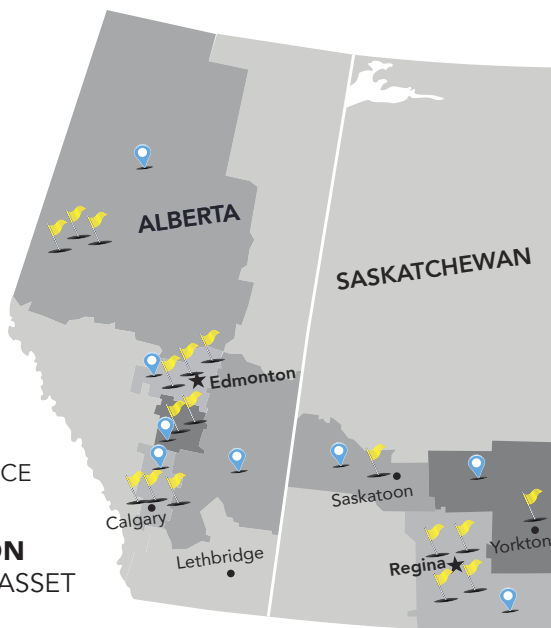 ALBERTA
SASKATCHEWAN
Edmonton
CE
Saskatoon
Calgary
ON
Yorkton
Lethbridge
Regina
ASSET